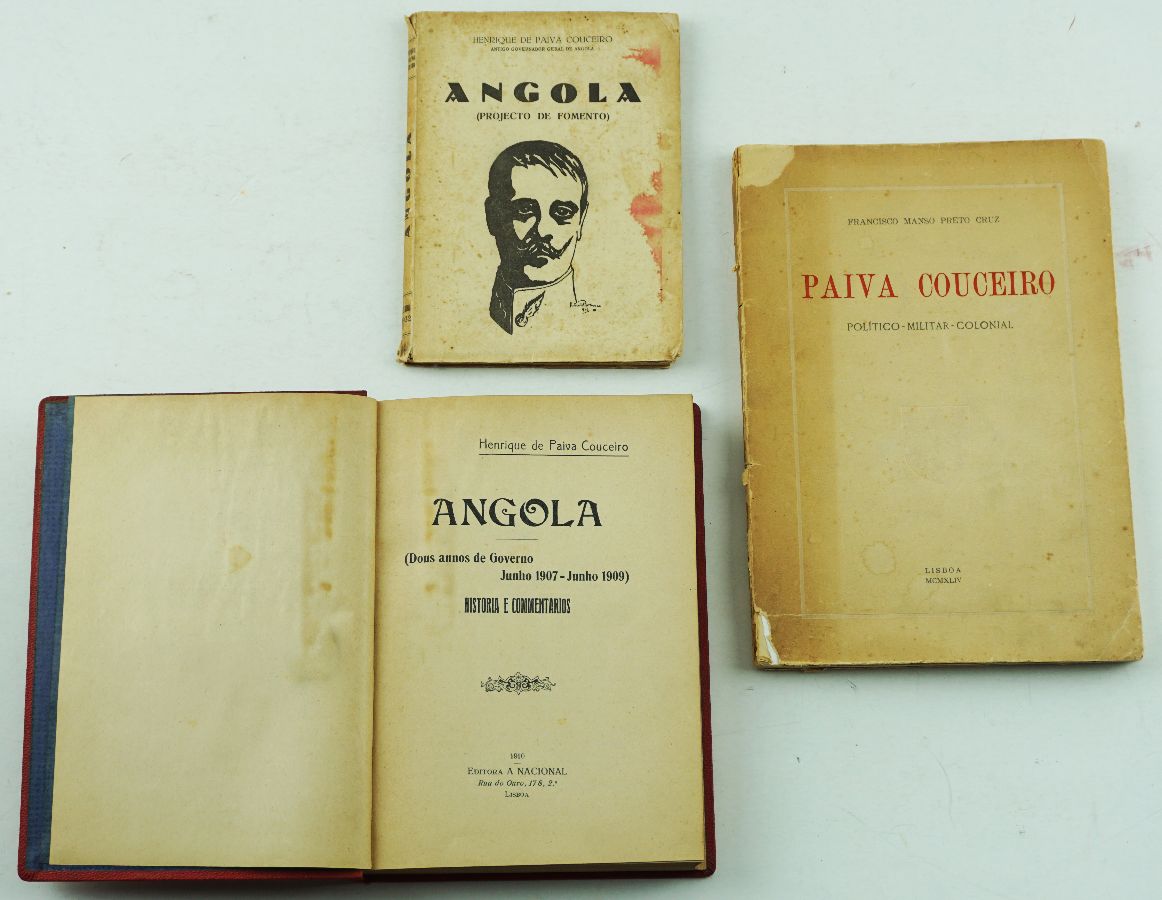 HENRIQUE DE PAIVA COUCEIRO
ANTIGO GOVERNADOR GERAL DE ANGOLA
ANGOLA
(PROJECTO DE FOMENTO)
ANGOLA
FRANCISCO MANSO PRETO CRUZ
PAIVA COUCEIRO
POLÍTICO-MILITAR-COLONIAL
LISBOA
MCMXLIV
Henrique de Paiva Couceiro
ANGOLA
(Dous annos de Governo
Junho 1907-Junho 1909)
HISTORIA E COMMENTARIOS
1910
EDITORA A NACIONAL
Rua do Ouro, 178, 2.º
LISBOA